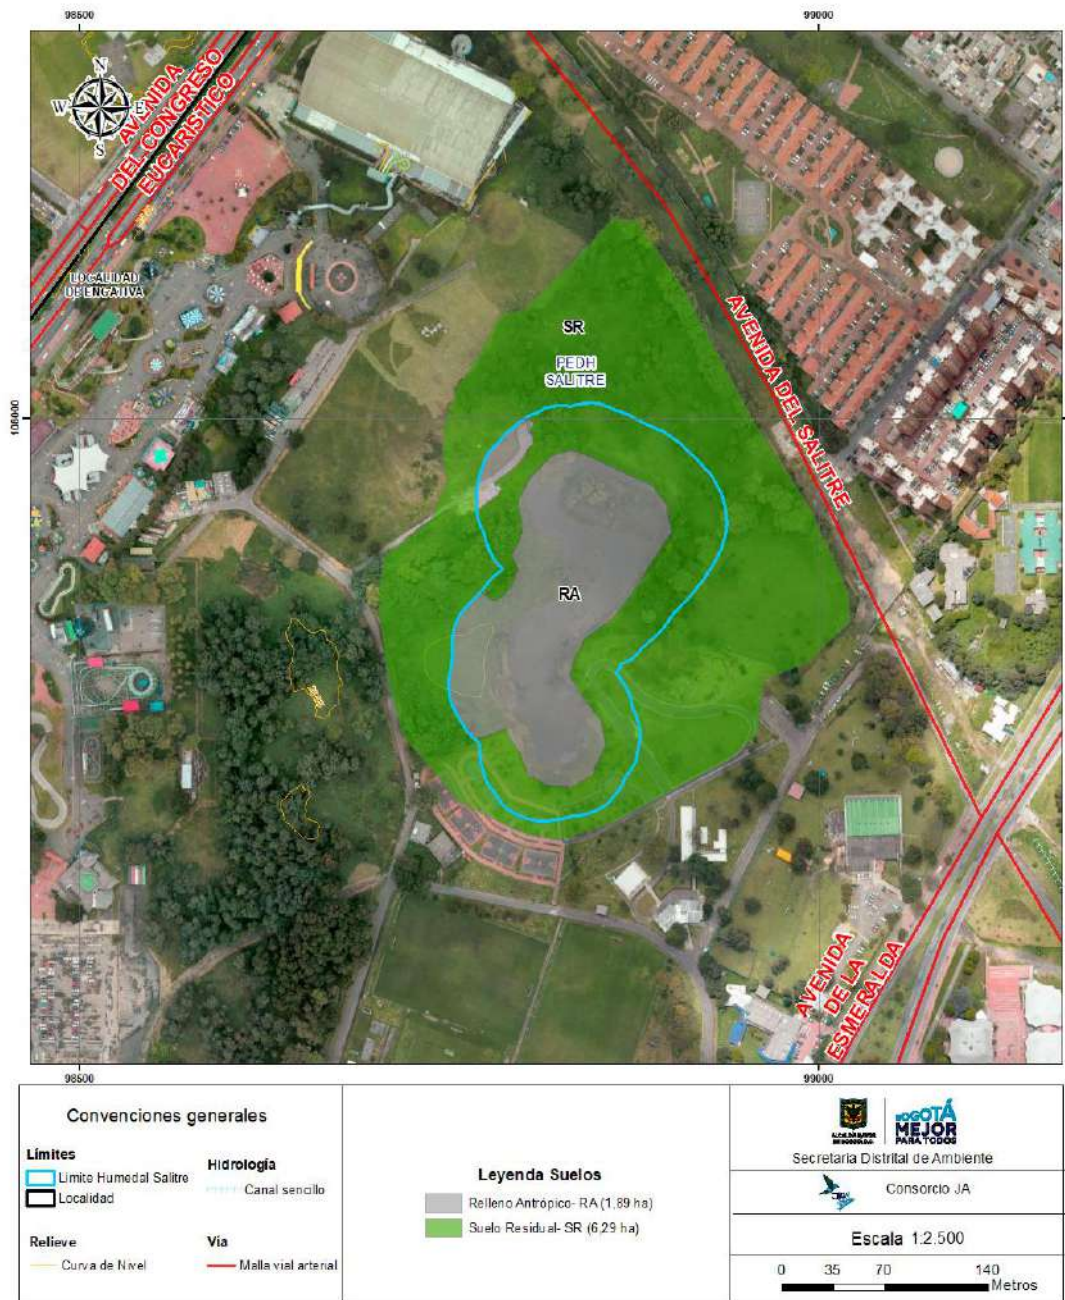 98500
99000
N
W
E
S
AVENIDA
DEL CONGRESO
EUCARISTICO
LOCALIDAD
DE ENGATIVA
SR
PEDH
SALITRE
AVENIDA DEL SALITRE
108000
RA
AVENIDA
DE LA
ESMERALDA
98500
99000
Convenciones generales
Límites
Limite Humedal Salitre
Localidad
Hidrología
Canal sencillo
Relieve
Curva de Nivel
Vía
Malla vial arterial
Leyenda Suelos
Relleno Antrópico- RA (1,89 ha)
Suelo Residual- SR (6,29 ha)
BOGOTÁ
MEJOR
PARA TODOS
Secretaria Distrital de Ambiente
Consorcio JA
Escala 1:2.500
0 35 70 140
Metros